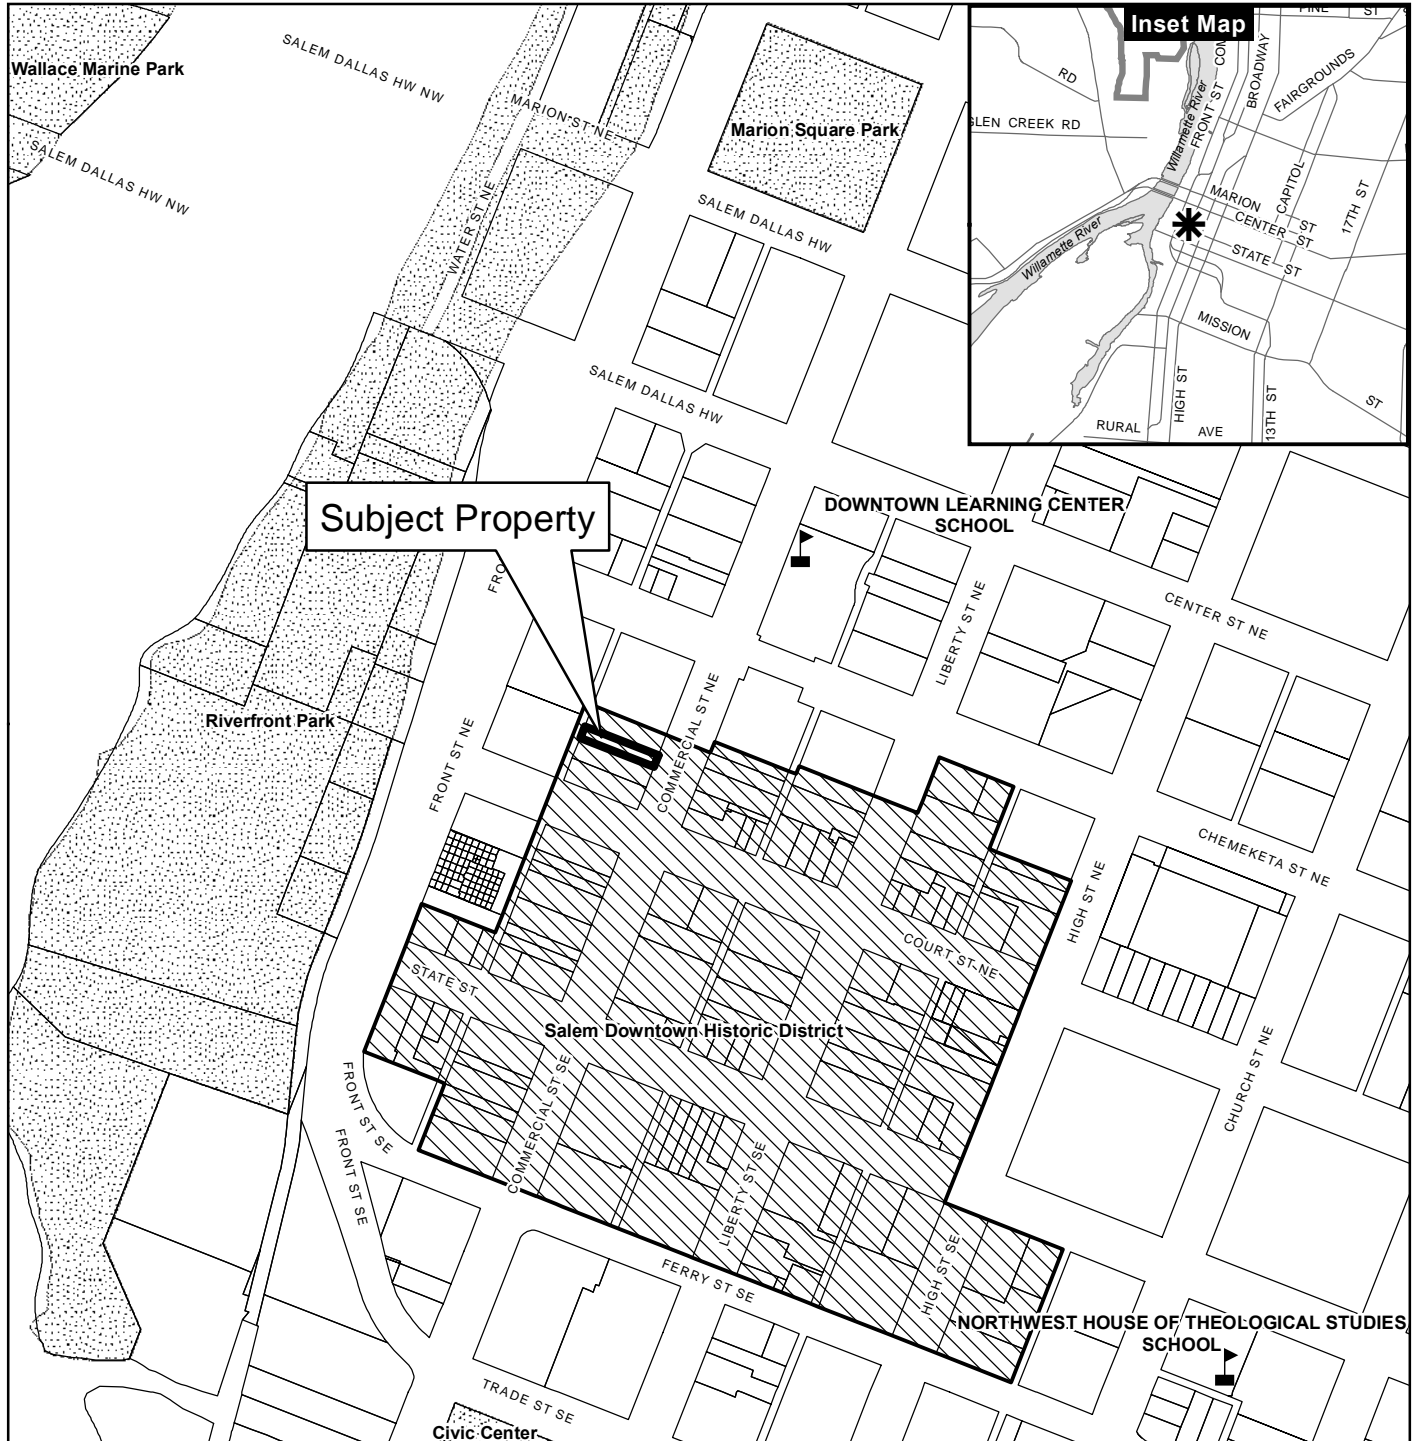 Inset Map
PINE
ST
RD
COM
BROADWAY
FAIRGROUNDS
GLEN CREEK RD
Willamette River
FRONT ST
MARION
ST
CENTER ST
CAPITOL
17TH ST
Willamette River
STATE ST
MISSION
ST
HIGH ST
13TH ST
RURAL
AVE
Wallace Marine Park
SALEM DALLAS HW NW
MARION ST NE
Marion Square Park
SALEM DALLAS HW NW
WATER ST NE
SALEM DALLAS HW
SALEM DALLAS HW
Subject Property
DOWNTOWN LEARNING CENTER
SCHOOL
FRO
CENTER ST NE
LIBERTY ST NE
Riverfront Park
FRONT ST NE
COMMERCIAL ST NE
CHEMEKETA ST NE
HIGH ST NE
COURT ST NE
STATE ST
Salem Downtown Historic District
FRONT ST SE
FRONT ST SE
COMMERCIAL ST SE
LIBERTY ST SE
CHURCH ST NE
FERRY ST SE
HIGH ST SE
NORTHWEST HOUSE OF THEOLOGICAL STUDIES
SCHOOL
TRADE ST SE
Civic Center